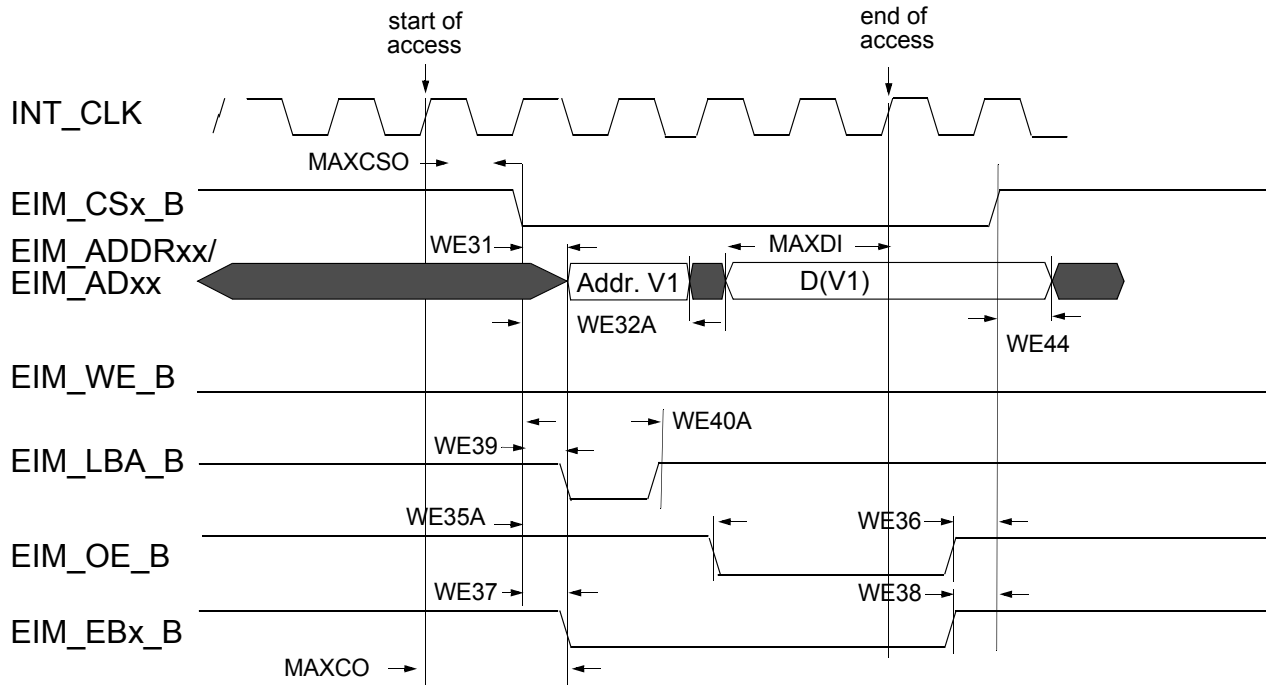 start of
access
end of
access
INT_CLK
MAXCSO
EIM_CSx_B
EIM_ADDRxx/
EIM_ADxx
WE31
MAXDI
Addr. V1
D(V1)
WE32A
WE44
EIM_WE_B
WE40A
WE39
EIM_LBA_B
WE35A
WE36
EIM_OE_B
WE37
WE38
EIM_EBx_B
MAXCO